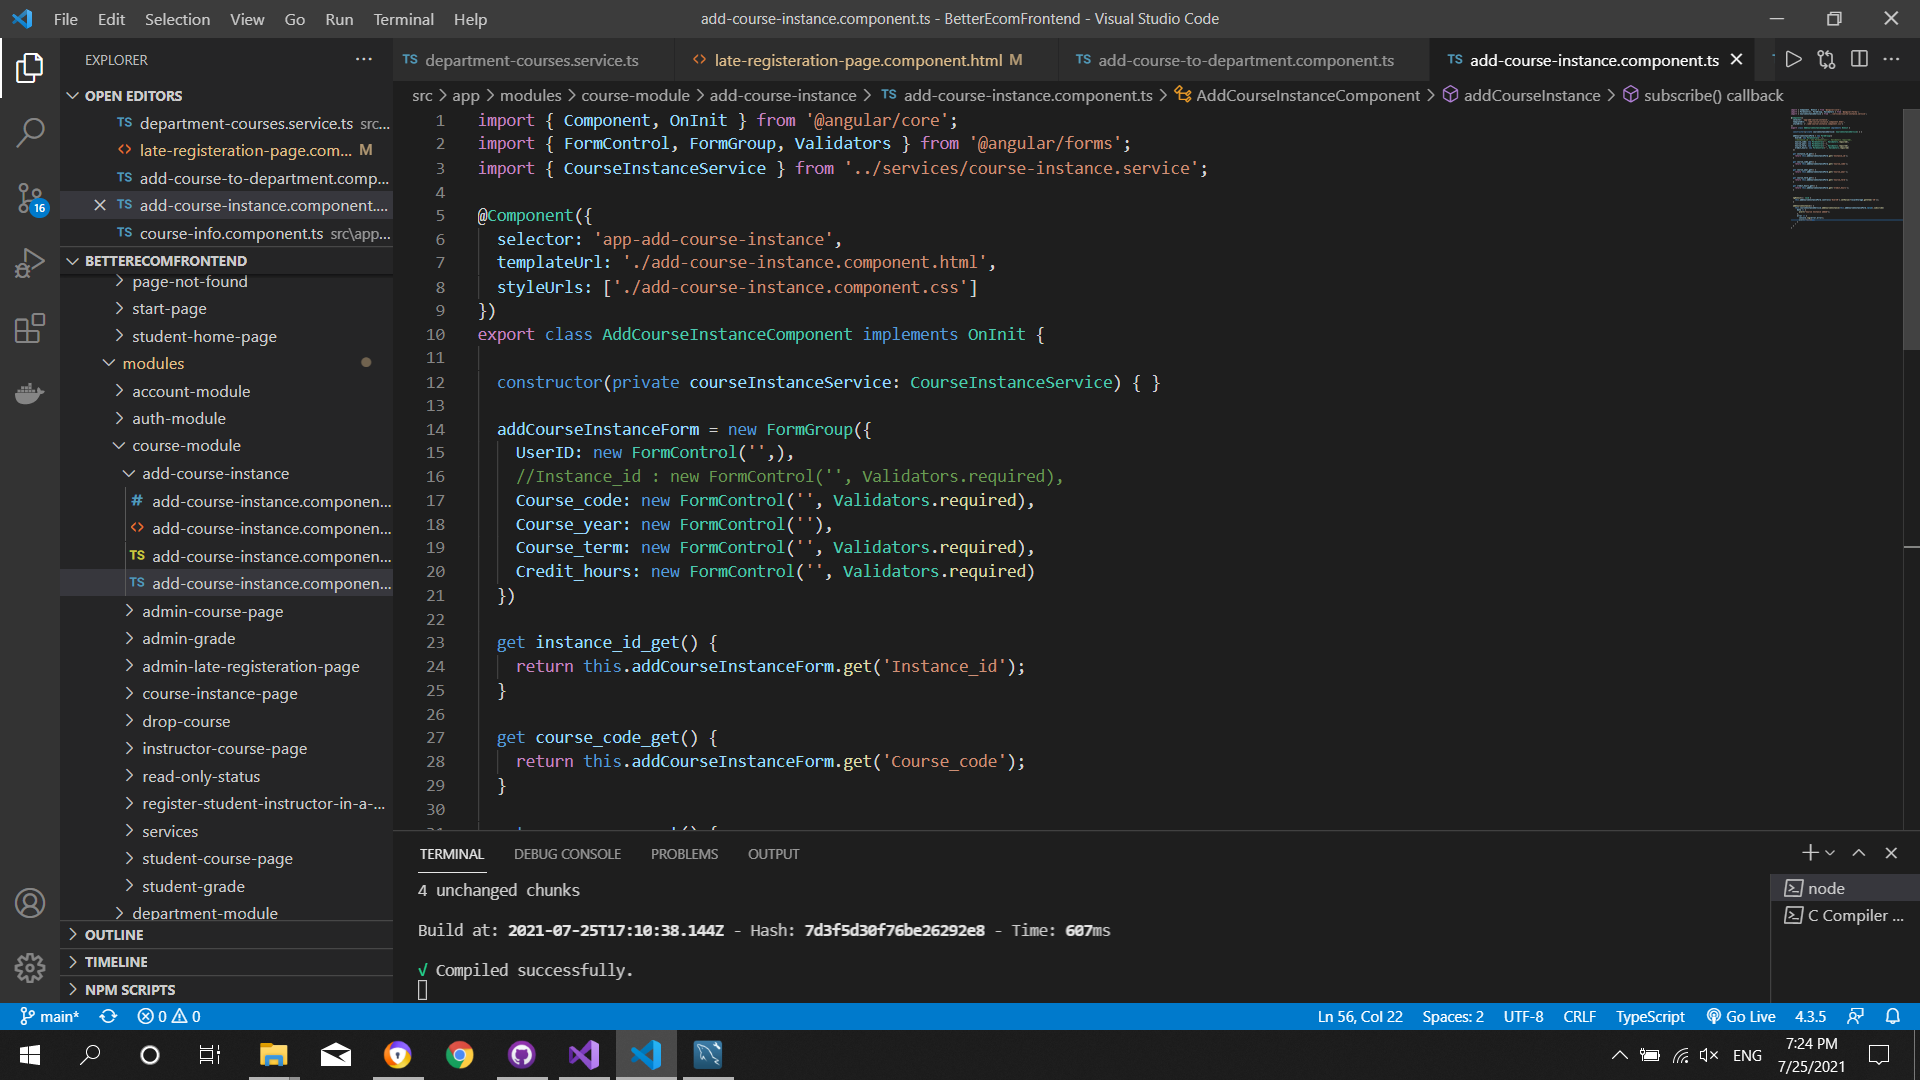 File Edit Selection View Go Run Terminal Help
add-course-instance.component.ts - BetterEcomFrontend - Visual Studio Code
EXPLORER
OPEN EDITORS
TS department-courses.service.ts src...
<> late-registeration-page.com... M
TS add-course-to-department.comp...
TS add-course-instance.component....
TS course-info.component.ts src\app...
BETTERECOMFRONTEND
page-not-found
start-page
student-home-page
modules
account-module
auth-module
course-module
add-course-instance
# add-course-instance.componen...
<> add-course-instance.componen...
TS add-course-instance.componen...
TS add-course-instance.componen...
admin-course-page
admin-grade
admin-late-registeration-page
course-instance-page
drop-course
instructor-course-page
read-only-status
register-student-instructor-in-a-...
services
student-course-page
student-grade
department-module
OUTLINE
TIMELINE
NPM SCRIPTS
16
TS department-courses.service.ts
<> late-registeration-page.component.html M
TS add-course-to-department.component.ts
TS add-course-instance.component.ts
src > app > modules > course-module > add-course-instance > TS add-course-instance.component.ts > AddCourseInstanceComponent > addCourseInstance > subscribe() callback
1 import { Component, OnInit } from '@angular/core';
2 import { FormControl, FormGroup, Validators } from '@angular/forms';
3 import { CourseInstanceService } from '../services/course-instance.service';
4
5 @Component({
6 selector: 'app-add-course-instance',
7 templateUrl: './add-course-instance.component.html',
8 styleUrls: ['./add-course-instance.component.css']
9 })
10 export class AddCourseInstanceComponent implements OnInit {
11
12 constructor(private courseInstanceService: CourseInstanceService) { }
13
14 addCourseInstanceForm = new FormGroup({
15 UserID: new FormControl('',),
16 //Instance_id : new FormControl('', Validators.required),
17 Course_code: new FormControl('', Validators.required),
18 Course_year: new FormControl(''),
19 Course_term: new FormControl('', Validators.required),
20 Credit_hours: new FormControl('', Validators.required)
21 })
22
23 get instance_id_get() {
24 return this.addCourseInstanceForm.get('Instance_id');
25 }
26
27 get course_code_get() {
28 return this.addCourseInstanceForm.get('Course_code');
29 }
30
TERMINAL DEBUG CONSOLE PROBLEMS OUTPUT
4 unchanged chunks
Build at: 2021-07-25T17:10:38.144Z - Hash: 7d3f5d30f76be26292e8 - Time: 607ms
√ Compiled successfully.
node
C Compiler ...
main* 0 0
Ln 56, Col 22 Spaces: 2 UTF-8 CRLF TypeScript Go Live 4.3.5
ENG
7:24 PM
7/25/2021